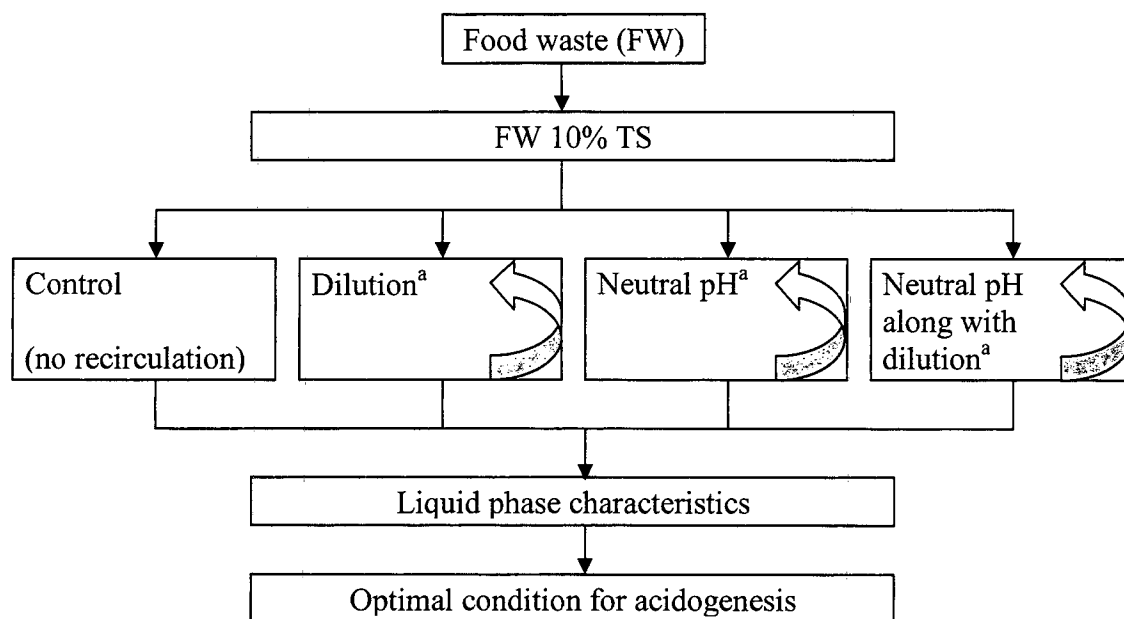 Food waste (FW)
FW 10% TS
Control
(no recirculation)
Dilutionᵃ
Neutral pHᵃ
Neutral pH
along with
dilutionᵃ
Liquid phase characteristics
Optimal condition for acidogenesis